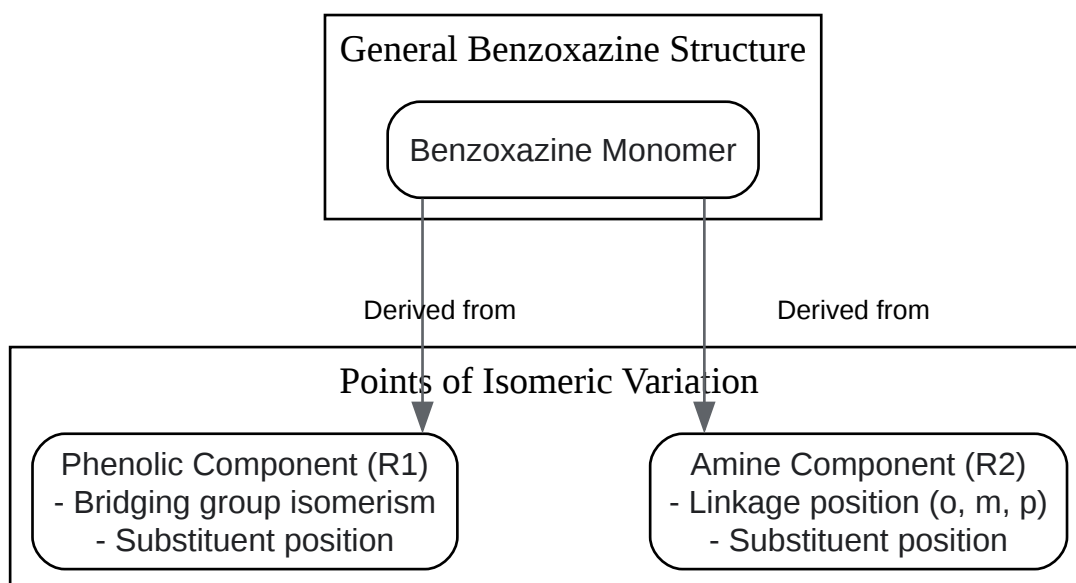 General Benzoxazine Structure
Benzoxazine Monomer
Derived from
Derived from
Points of Isomeric Variation
Phenolic Component (R1)
- Bridging group isomerism
- Substituent position
Amine Component (R2)
- Linkage position (o, m, p)
- Substituent position